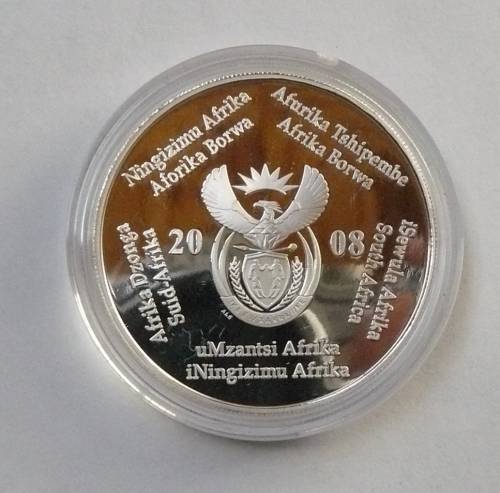 Ningizimu Afrika
Aforika Borwa
Afurika Tshipembe
Afrika Borwa
iSewula Afrika
South Africa
uMzantsi Afrika
iNingizimu Afrika
Afrika Dzonga
Suid-Afrika
20 08
ALS